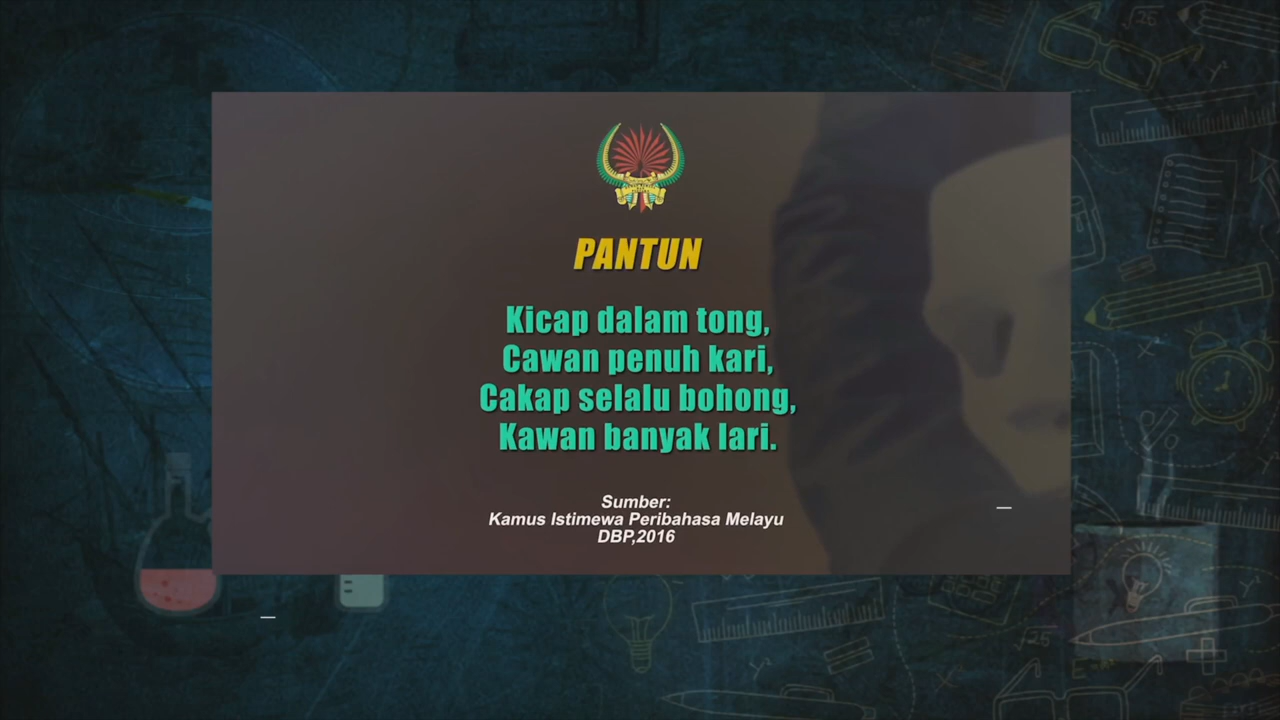 PANTUN
Kicap dalam tong,
Cawan penuh kari,
Cakap selalu bohong,
Kawan banyak lari.
Sumber:
Kamus Istimewa Peribahasa Melayu
DBP,2016